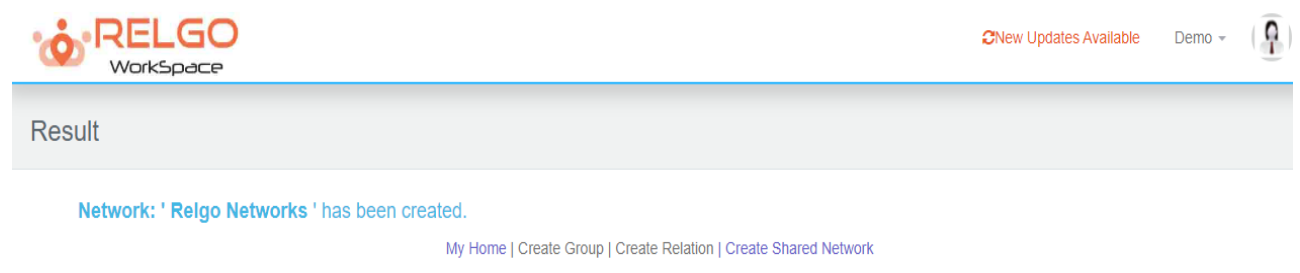 RELGO
WorkSpace
New Updates Available Demo
Result
Network: ' Relgo Networks ' has been created.
My Home | Create Group | Create Relation | Create Shared Network